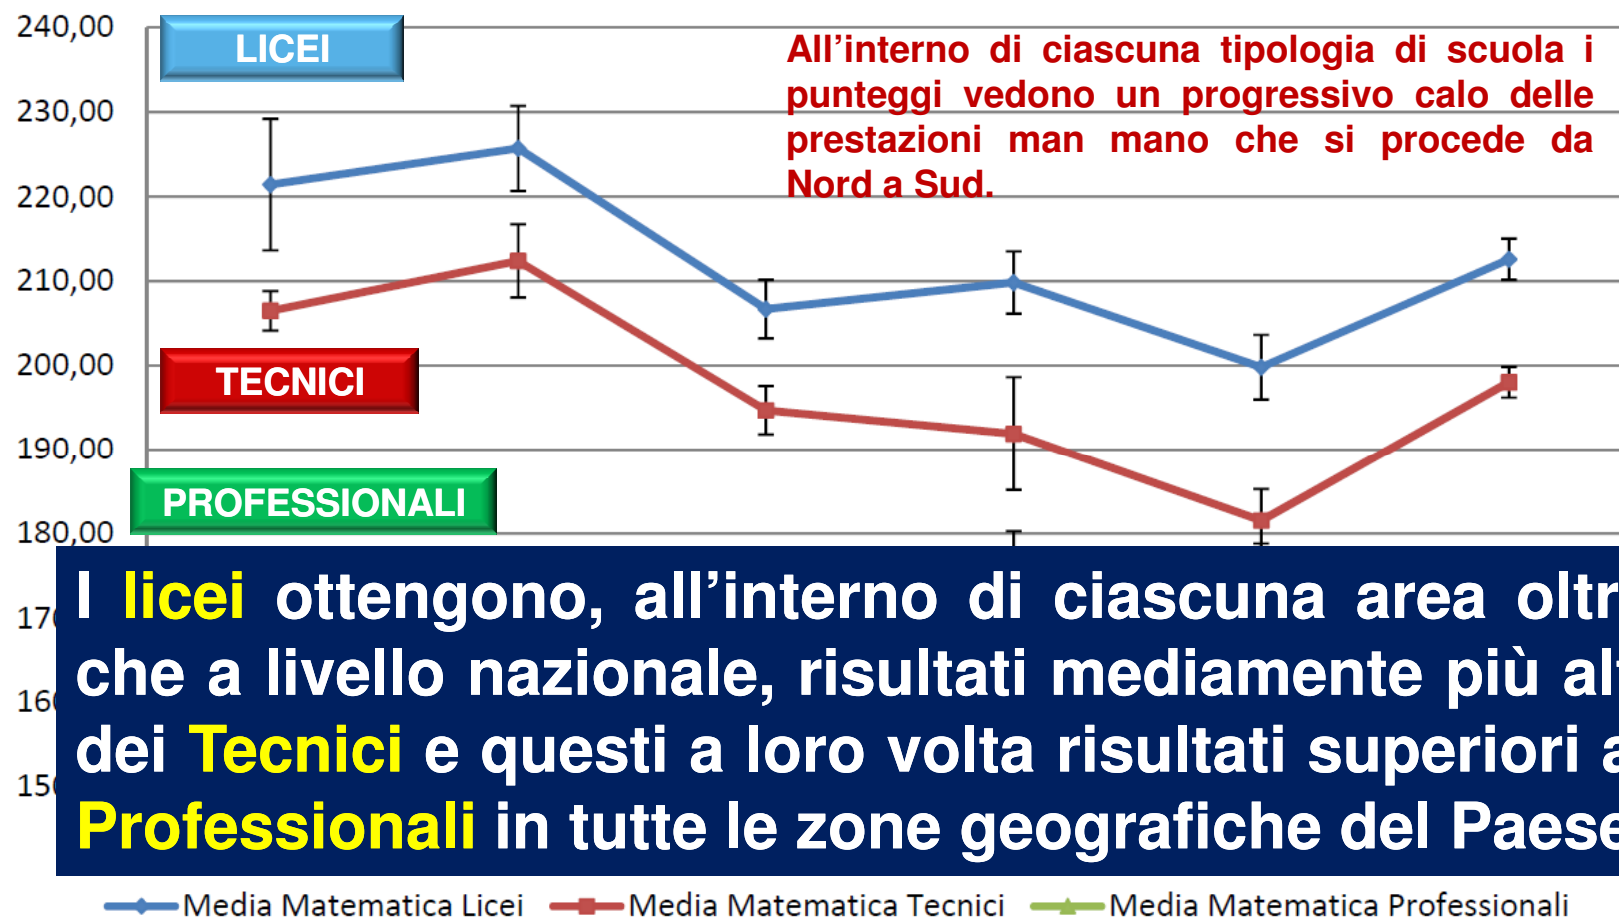 240,00
LICEI
All’interno di ciascuna tipologia di scuola i
230,00
punteggi vedono un progressivo calo delle
prestazioni man mano che si procede da
220,00
Nord a Sud.
210,00
200,00
TECNICI
190,00
PROFESSIONALI
180,00
I licei ottengono, all’interno di ciascuna area oltr
17
che a livello nazionale, risultati mediamente più al
16
dei Tecnici e questi a loro volta risultati superiori a
15
Professionali in tutte le zone geografiche del Paese
Media Matematica Licei Media Matematica Tecnici Media Matematica Professionali